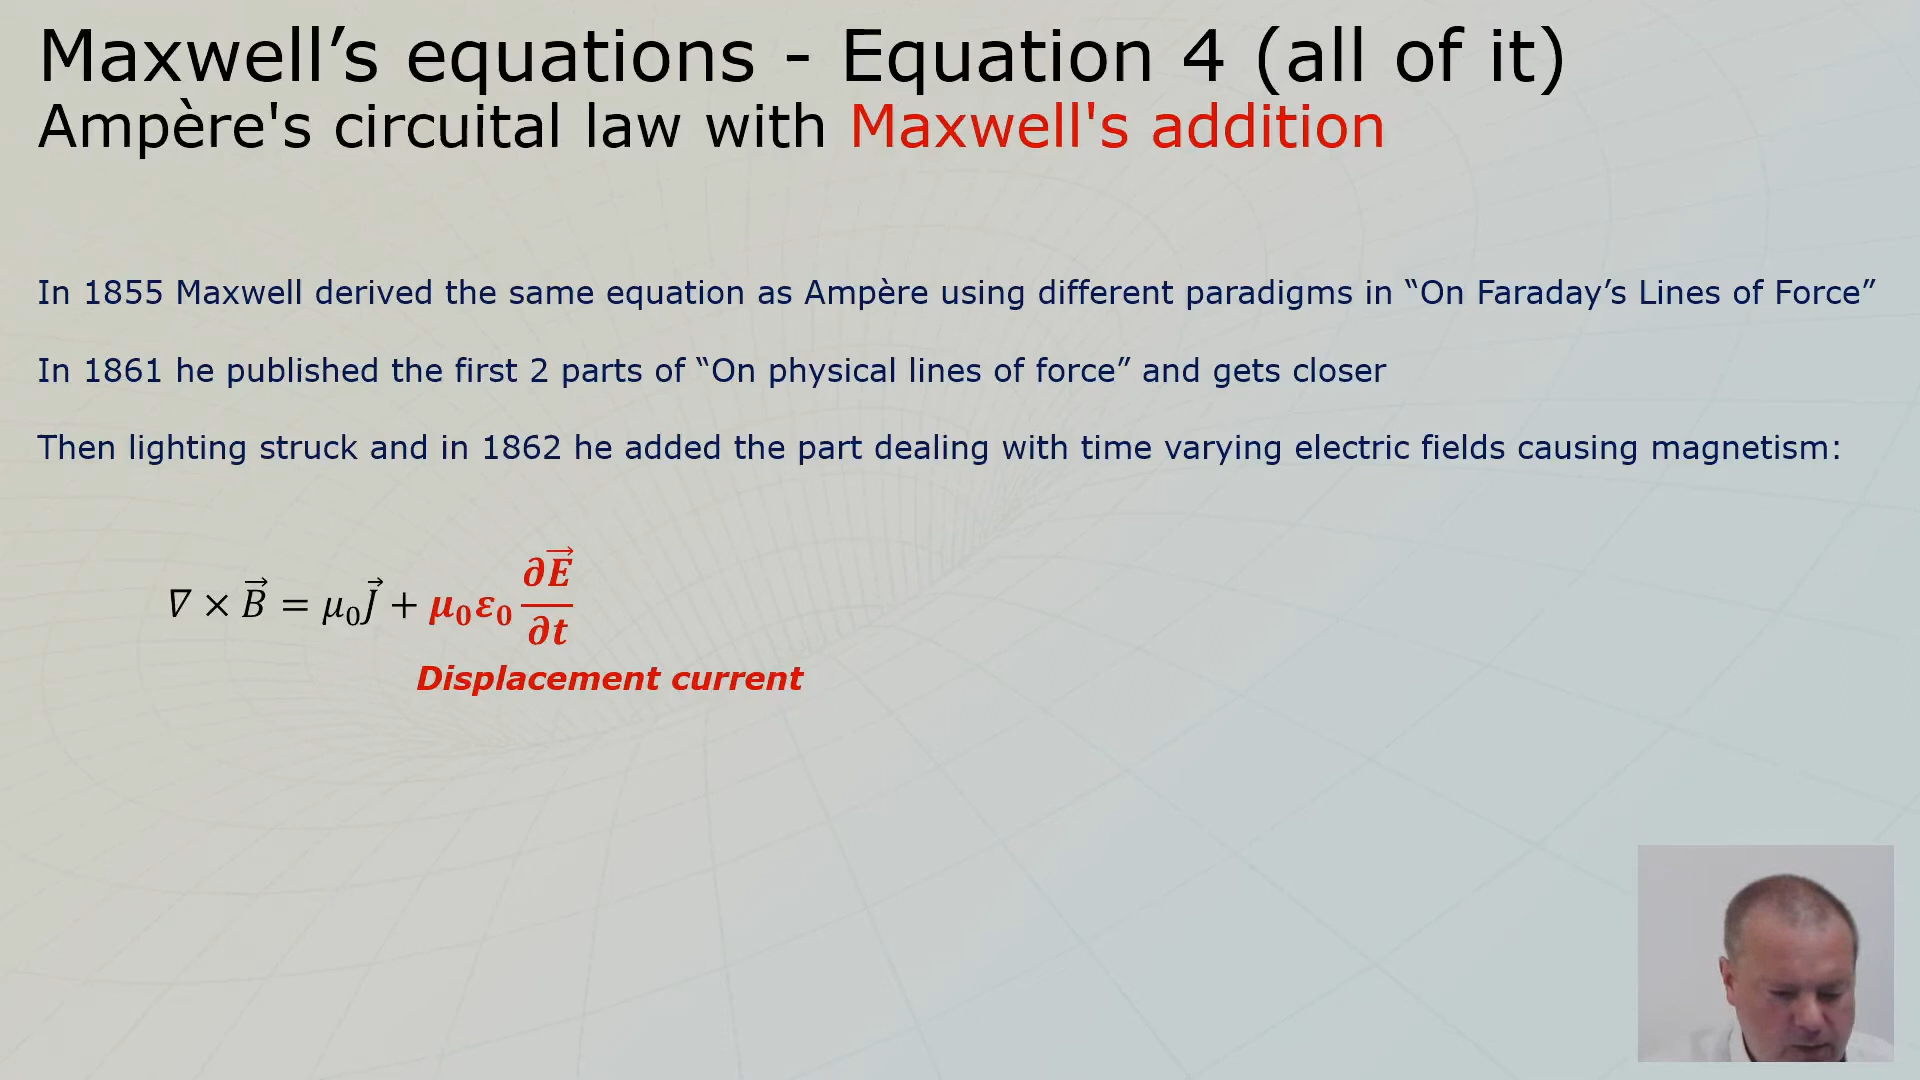 Maxwell’s equations - Equation 4 (all of it)
Ampère's circuital law with Maxwell's addition
In 1855 Maxwell derived the same equation as Ampère using different paradigms in “On Faraday’s Lines of Force”
In 1861 he published the first 2 parts of “On physical lines of force” and gets closer
Then lighting struck and in 1862 he added the part dealing with time varying electric fields causing magnetism:
∇ × B⃗ = μ₀J⃗ + μ₀ε₀ ∂E⃗/∂t
Displacement current